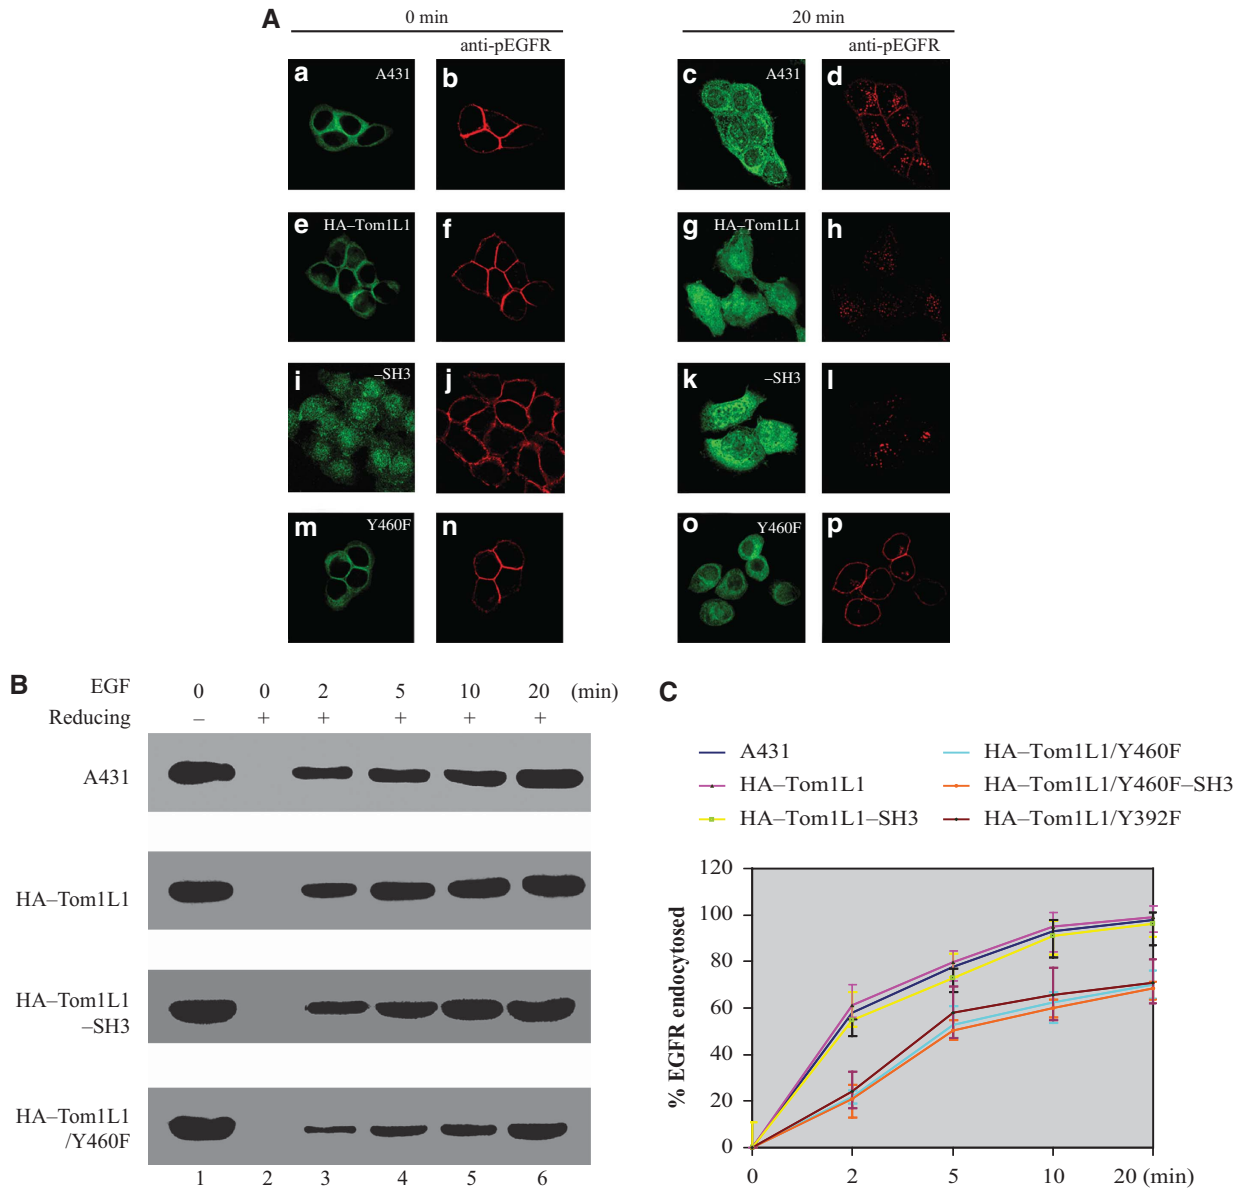 A
0 min
20 min
anti-pEGFR
anti-pEGFR
a
A431
b
c
A431
d
e
HA–Tom1L1
f
g
HA–Tom1L1
h
i
–SH3
j
k
–SH3
l
m
Y460F
n
o
Y460F
p
B
EGF 0 0 2 5 10 20 (min)
Reducing – + + + + +
A431
HA–Tom1L1
HA–Tom1L1
–SH3
HA–Tom1L1
/Y460F
1 2 3 4 5 6
C
A431
HA–Tom1L1/Y460F
HA–Tom1L1
HA–Tom1L1/Y460F–SH3
HA–Tom1L1–SH3
HA–Tom1L1/Y392F
% EGFR endocytosed
120
100
80
60
40
20
0
0 2 5 10 20 (min)